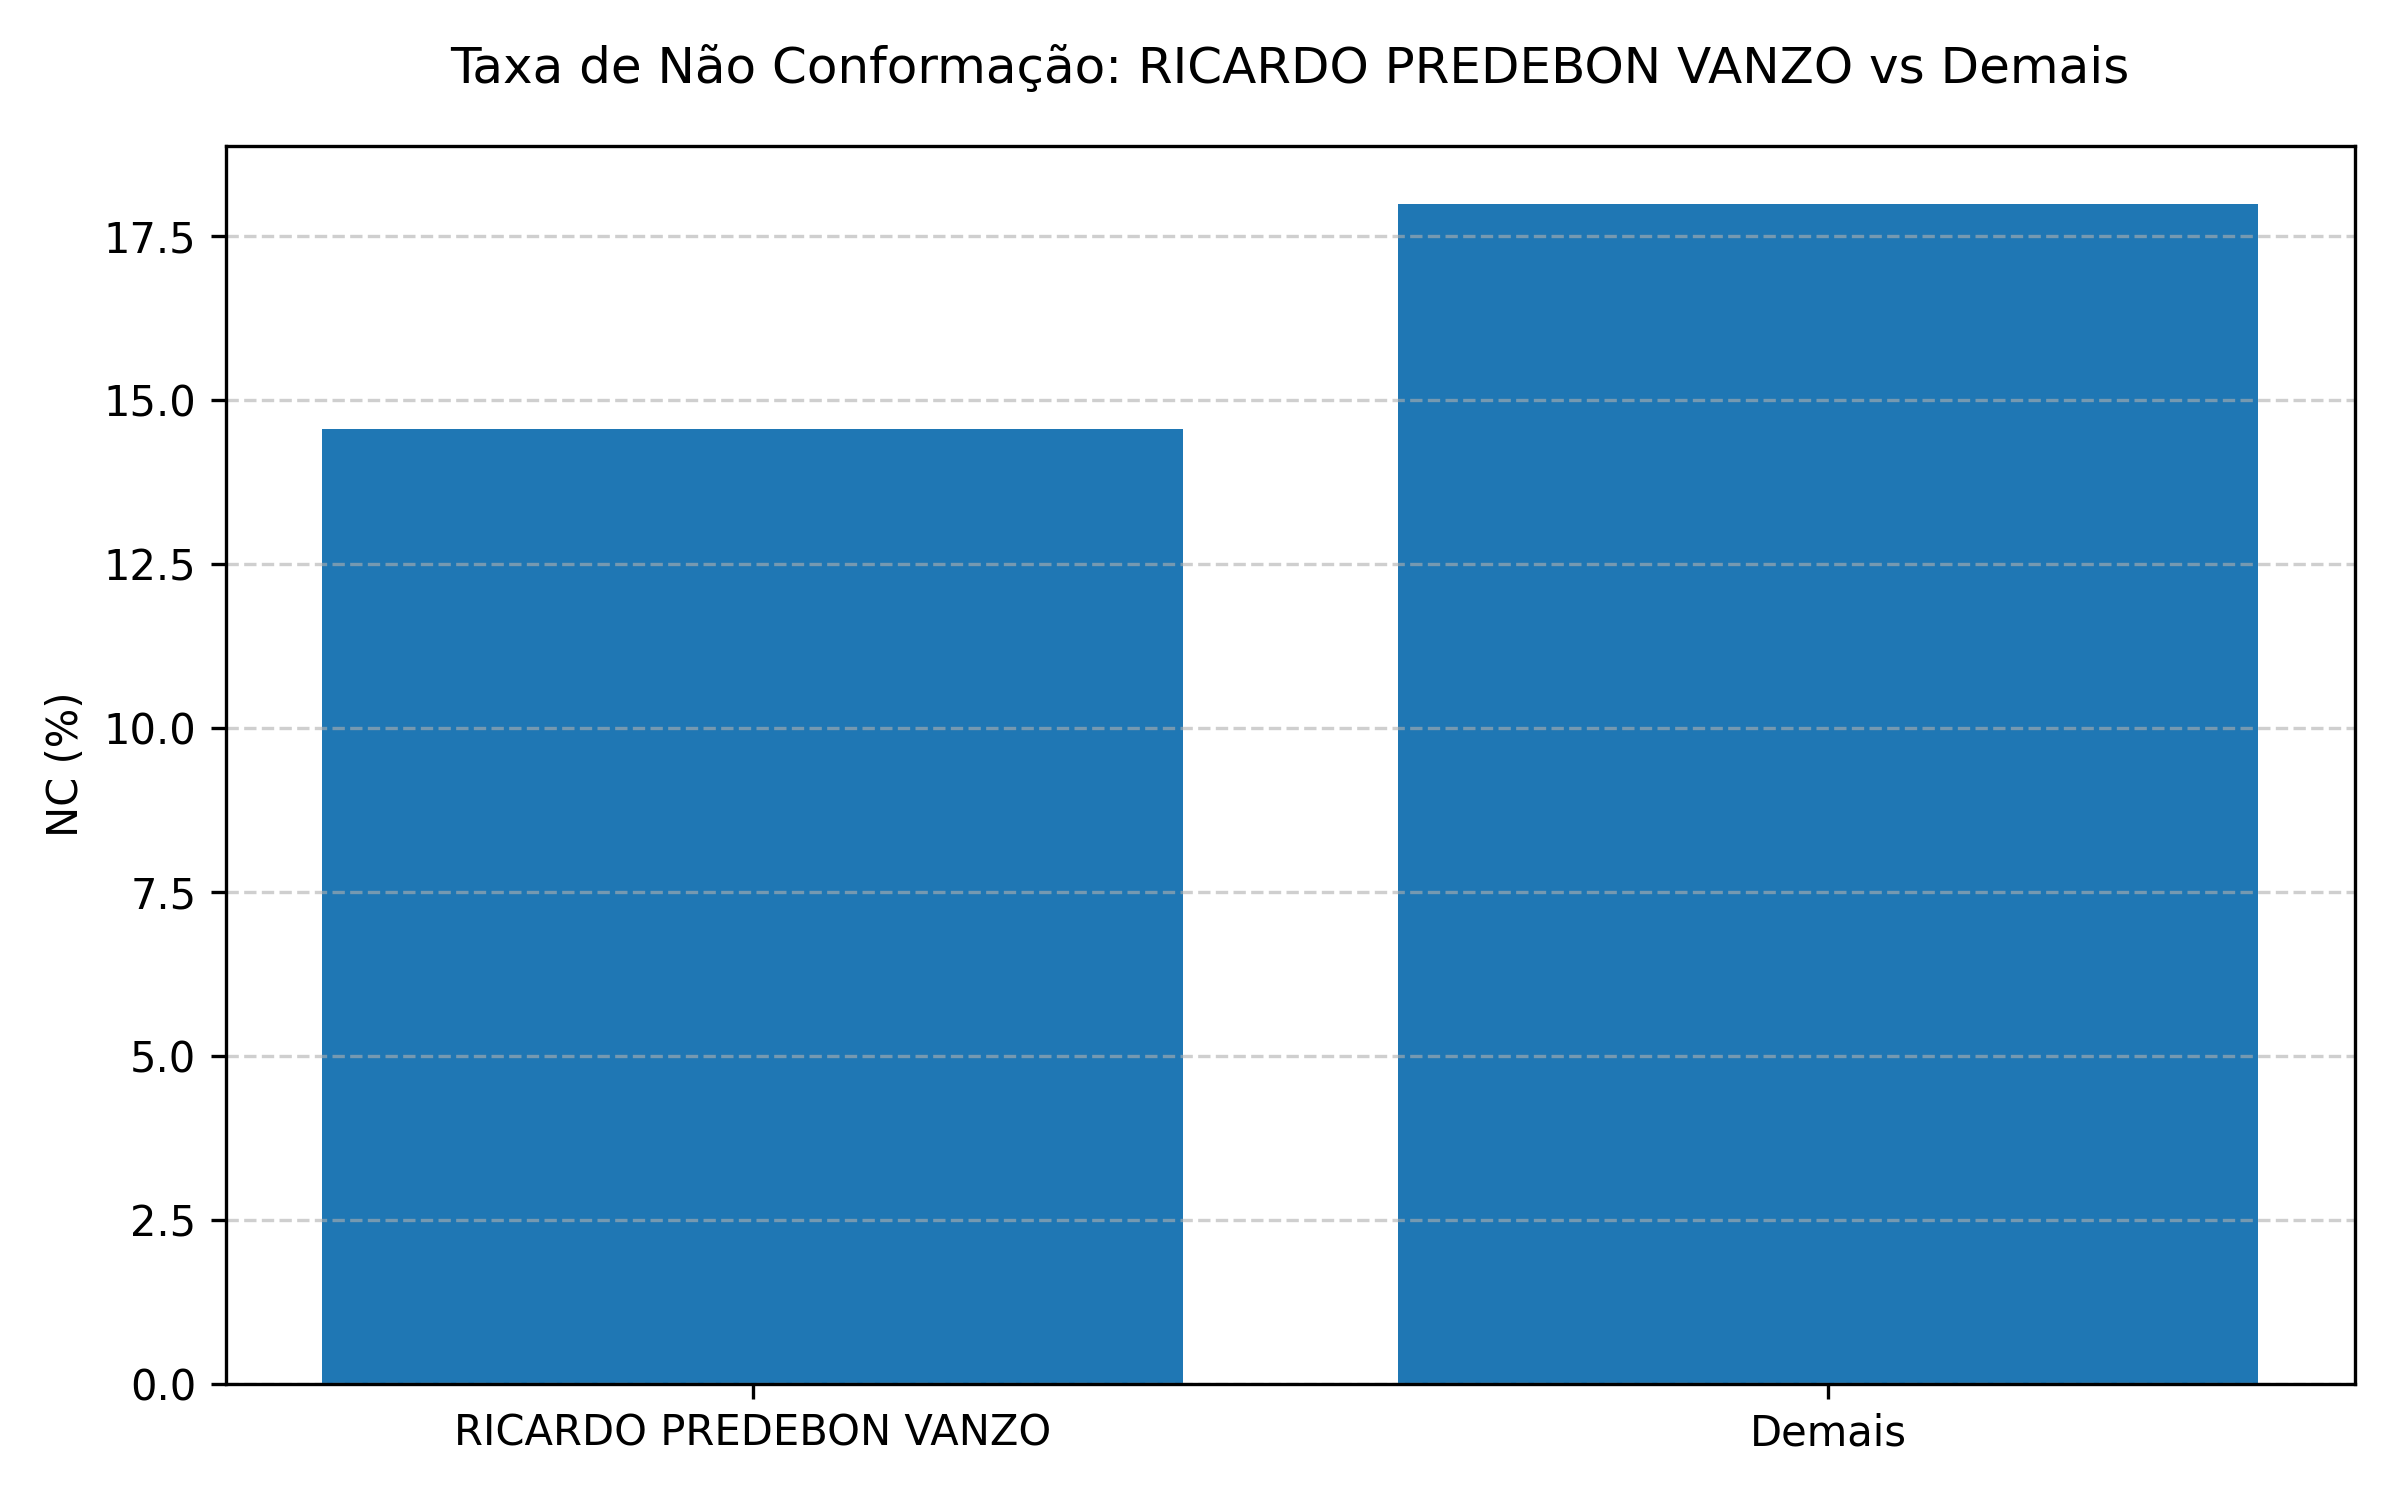 Taxa de Não Conformação: RICARDO PREDEBON VANZO vs Demais
NC (%)
17.5
15.0
12.5
10.0
7.5
5.0
2.5
0.0
RICARDO PREDEBON VANZO
Demais